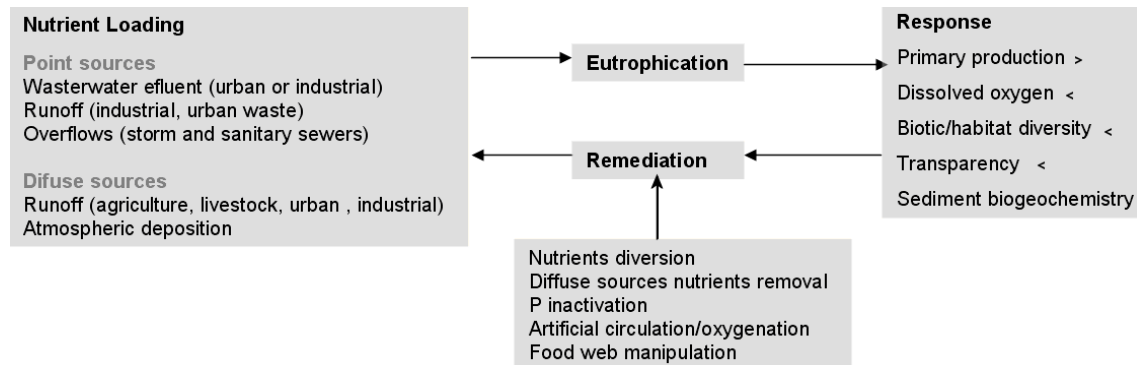 Nutrient Loading
Point sources
Wasterwater efluent (urban or industrial)
Runoff (industrial, urban waste)
Overflows (storm and sanitary sewers)
Difuse sources
Runoff (agriculture, livestock, urban , industrial)
Atmospheric deposition
Eutrophication
Remediation
Nutrients diversion
Diffuse sources nutrients removal
P inactivation
Artificial circulation/oxygenation
Food web manipulation
Response
Primary production >
Dissolved oxygen <
Biotic/habitat diversity <
Transparency <
Sediment biogeochemistry